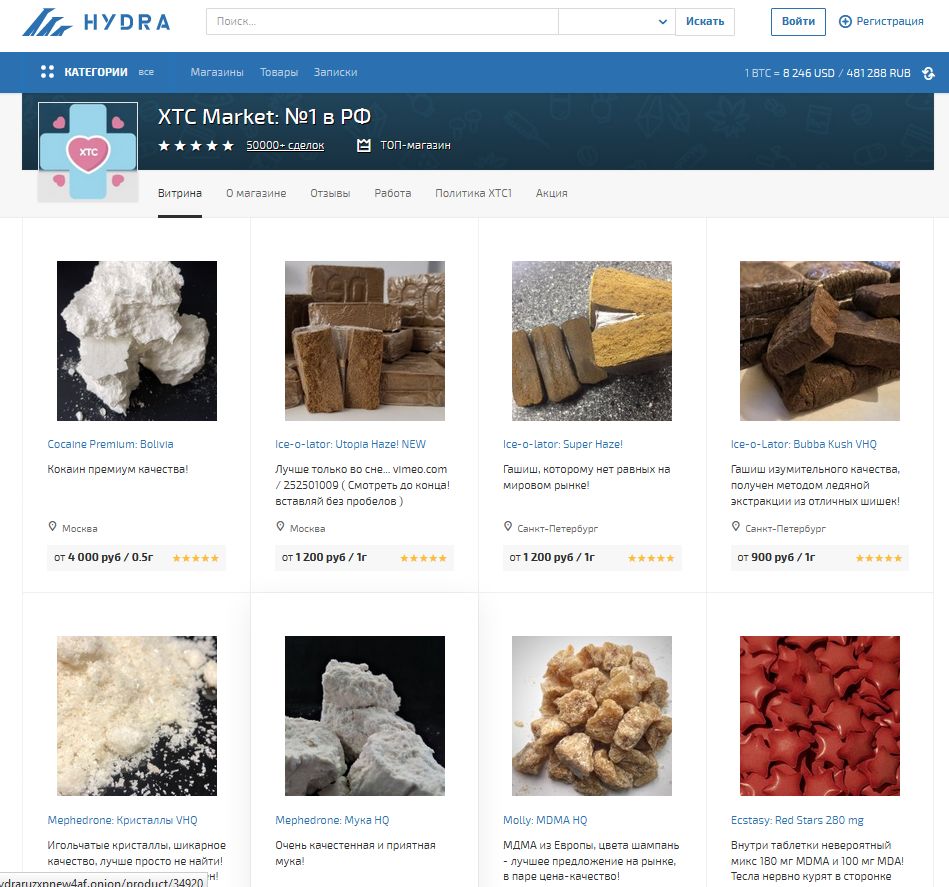 HYDRA
Поиск...
Искать
Войти
Регистрация
КАТЕГОРИИ все
Магазины
Товары
Записки
1 BTC = 8 246 USD / 481 288 RUB
XTC
XTC Market: №1 в РФ
50000+ сделок
ТОП-магазин
Витрина
О магазине
Отзывы
Работа
Политика XTC1
Акция
Cocaine Premium: Bolivia
Кокаин премиум качества!
Москва
от 4 000 руб / 0.5г
Ice-o-lator: Utopia Haze! NEW
Лучше только во сне... vimeo.com
/ 252501009 ( Смотреть до конца!
вставляй без пробелов )
Москва
от 1 200 руб / 1г
Ice-o-lator: Super Haze!
Гашиш, которому нет равных на
мировом рынке!
Санкт-Петербург
от 1 200 руб / 1г
Ice-o-Lator: Bubba Kush VHQ
Гашиш изумительного качества,
получен методом ледяной
экстракции из отличных шишек!
Санкт-Петербург
от 900 руб / 1г
Mephedrone: Кристаллы VHQ
Игольчатые кристаллы, шикарное
качество, лучше просто не найти!
Mephedrone: Мука HQ
Очень качестенная и приятная
мука!
Molly: MDMA HQ
МДМА из Европы, цвета шампань
- лучшее предложение на рынке,
в паре цена-качество!
Ecstasy: Red Stars 280 mg
Внутри таблетки невероятный
микс 180 мг MDMA и 100 мг MDA!
Тесла нервно курят в сторонке
ydraruzxpnew4af.onion/product/34920